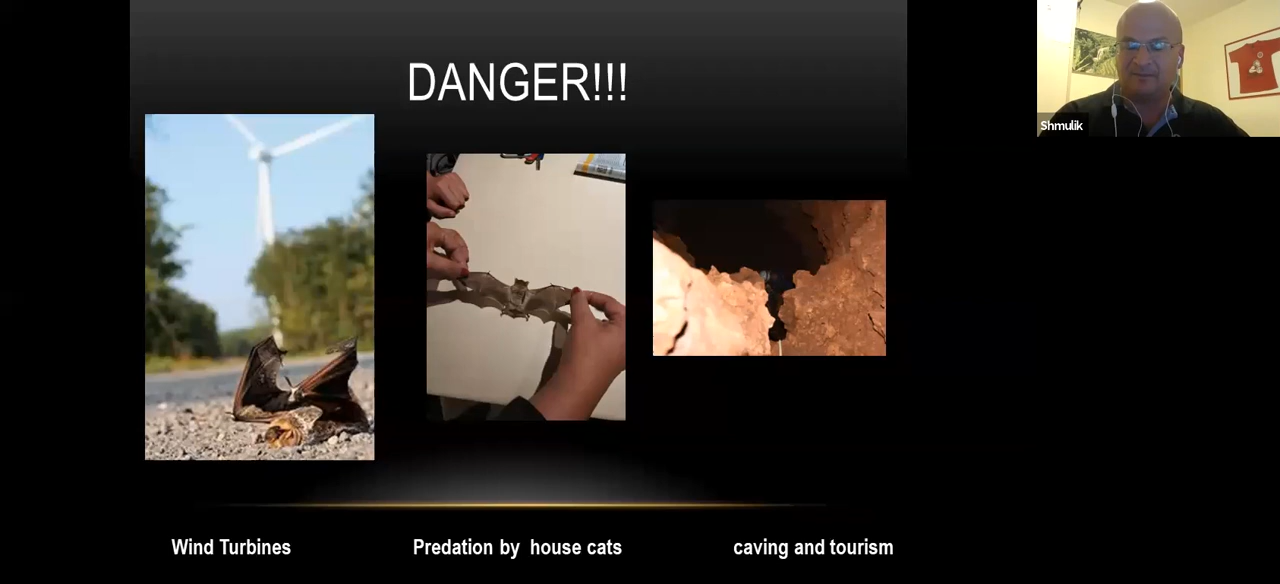 DANGER!!!
Shmulik
Wind Turbines
Predation by house cats
caving and tourism